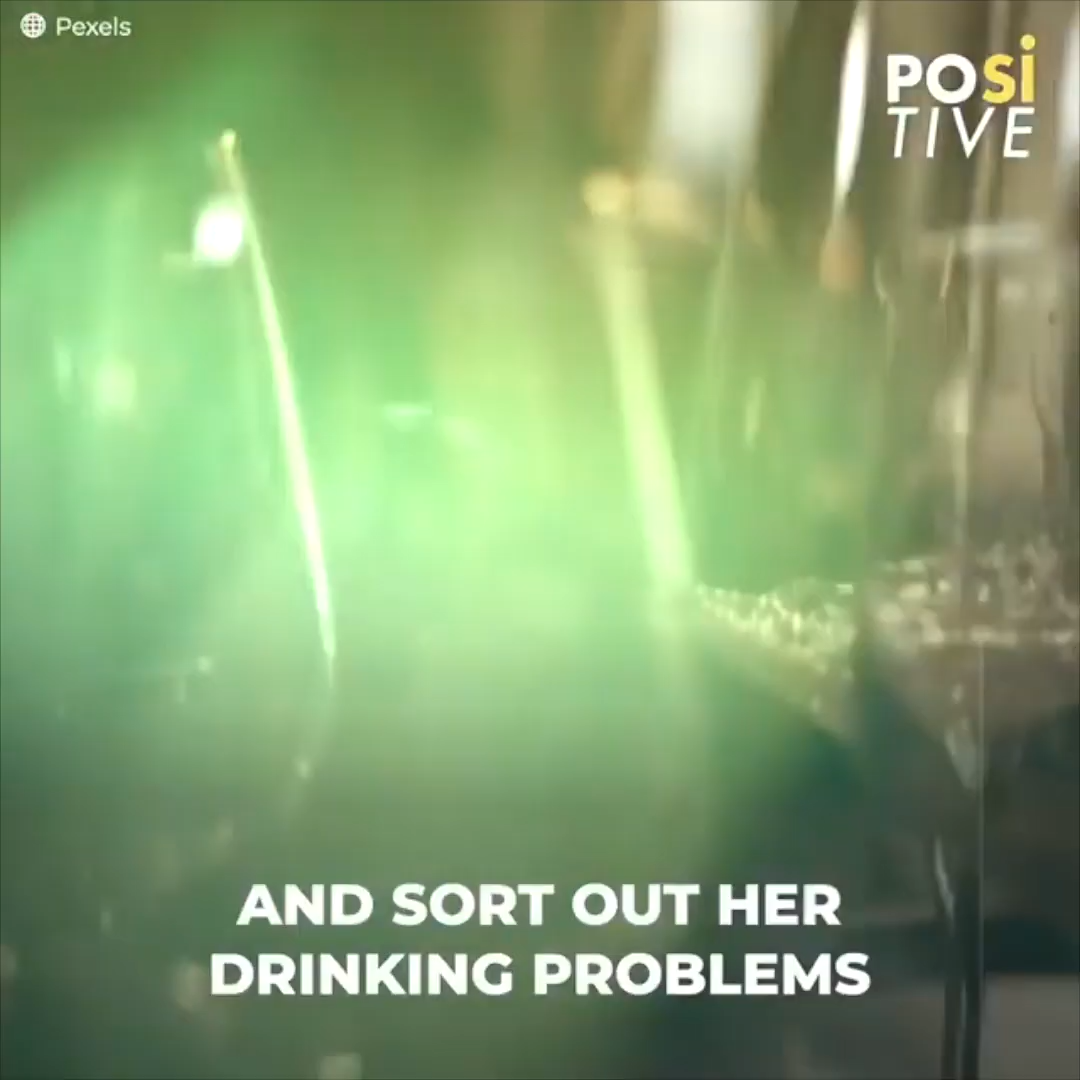 Pexels
POSi
TIVE
AND SORT OUT HER
DRINKING PROBLEMS